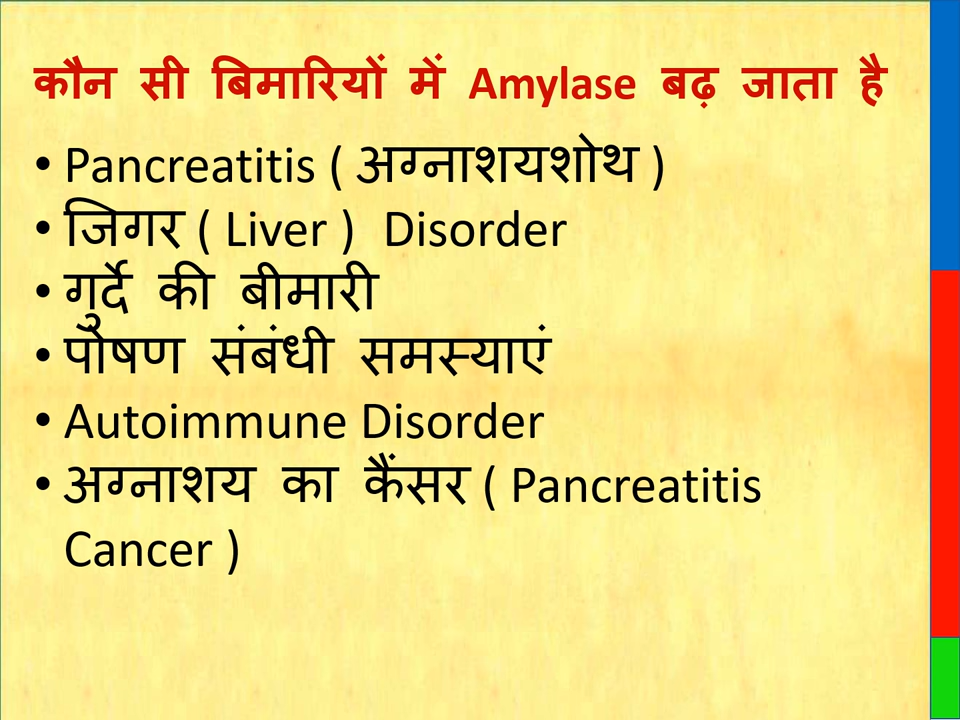 कौन सी बिमारियों में Amylase बढ़ जाता है
• Pancreatitis ( अग्नाशयशोथ )
• जिगर ( Liver ) Disorder
• गुर्दे की बीमारी
• पोषण संबंधी समस्याएं
• Autoimmune Disorder
• अग्नाशय का कैंसर ( Pancreatitis
Cancer )